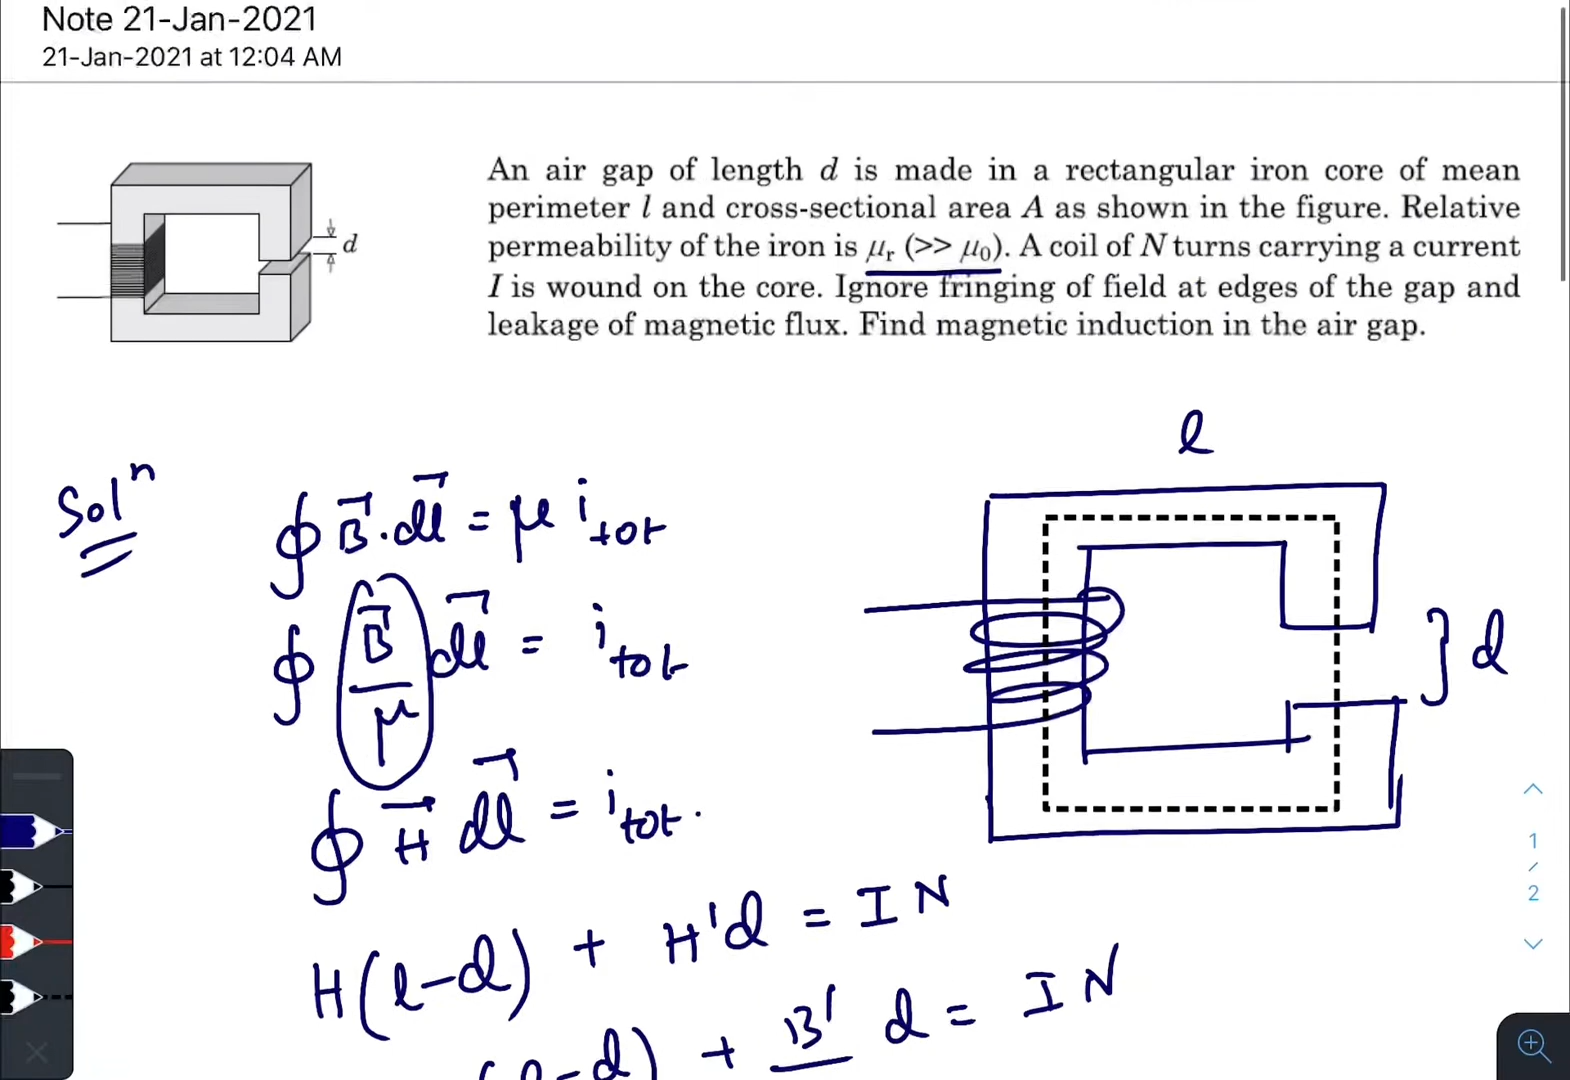 Note 21-Jan-2021
21-Jan-2021 at 12:04 AM
d
An air gap of length d is made in a rectangular iron core of mean
perimeter l and cross-sectional area A as shown in the figure. Relative
permeability of the iron is μr (>> μ0). A coil of N turns carrying a current
I is wound on the core. Ignore fringing of field at edges of the gap and
leakage of magnetic flux. Find magnetic induction in the air gap.
l
Solⁿ
∮ B⃗ . dl⃗ = μ i tot
∮ B⃗/μ dl⃗ = i tot
d
∮ H⃗ dl⃗ = i tot .
H(l-d) + H'd = IN
(l-d) + B' d = IN
1
/
2